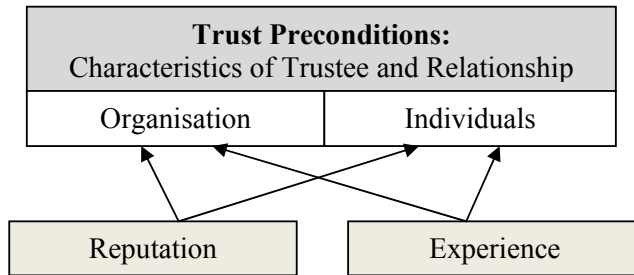 Trust Preconditions:
Characteristics of Trustee and Relationship
Organisation
Individuals
Reputation
Experience